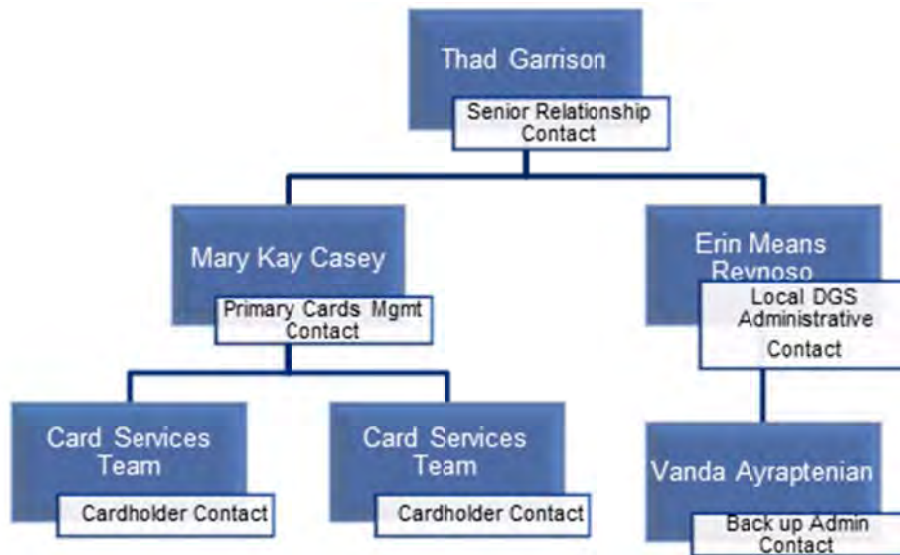 Thad Garrison
Senior Relationship
Contact
Mary Kay Casey
Primary Cards Mgmt
Contact
Erin Means
Reynoso
Local DGS
Administrative
Contact
Card Services
Team
Cardholder Contact
Card Services
Team
Cardholder Contact
Vanda Ayraptenian
Back up Admin
Contact